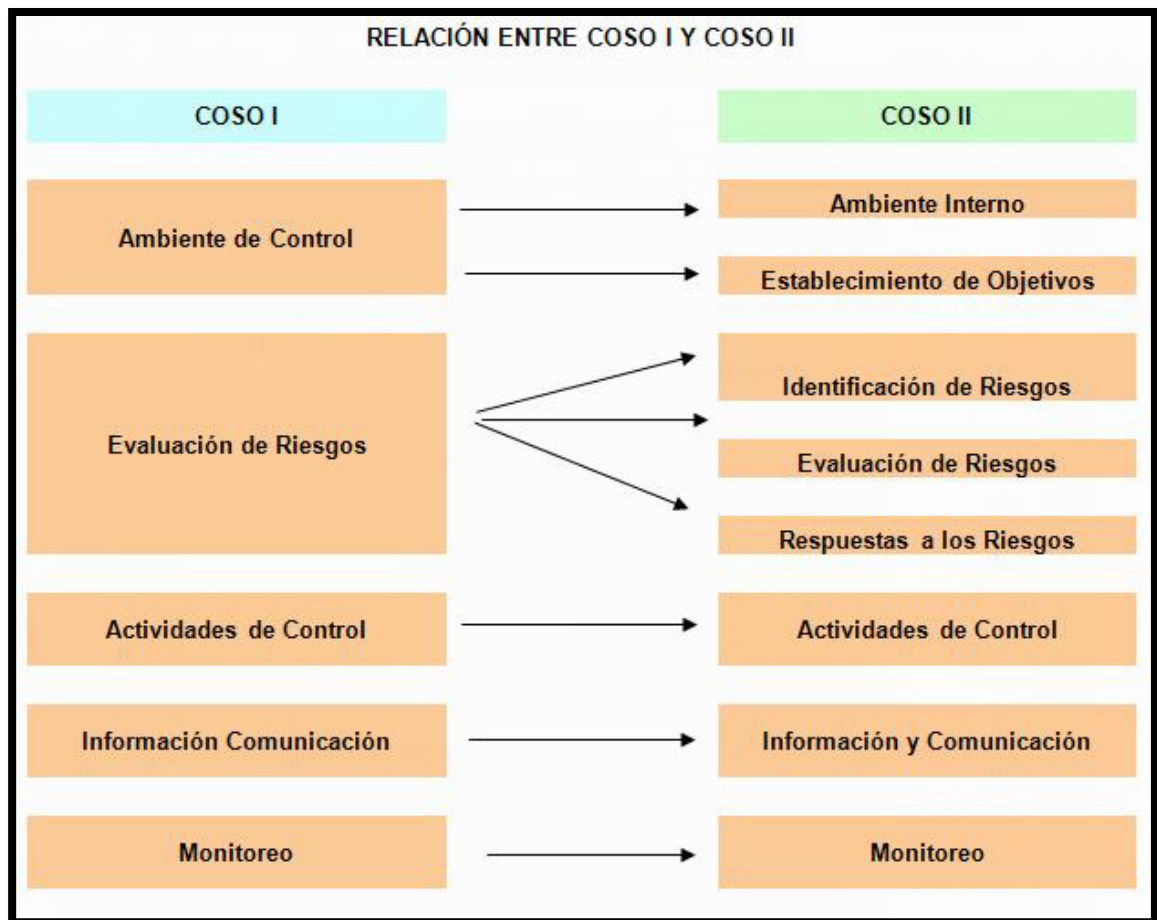 RELACIÓN ENTRE COSO I Y COSO II
COSO I
COSO II
Ambiente de Control
Ambiente Interno
Establecimiento de Objetivos
Evaluación de Riesgos
Identificación de Riesgos
Evaluación de Riesgos
Respuestas a los Riesgos
Actividades de Control
Actividades de Control
Información Comunicación
Información y Comunicación
Monitoreo
Monitoreo